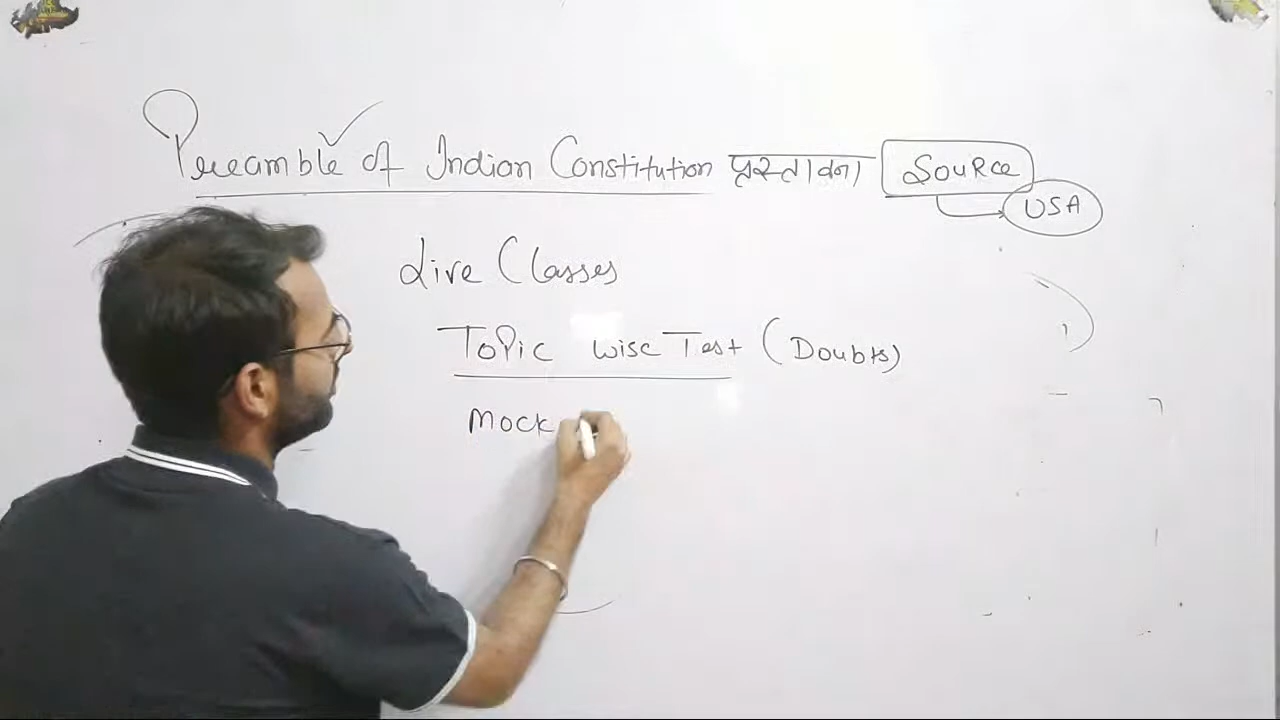 Preamble of Indian Constitution प्रस्तावना Source
USA
Live Classes
Topic wise Test (Doubts)
Mock